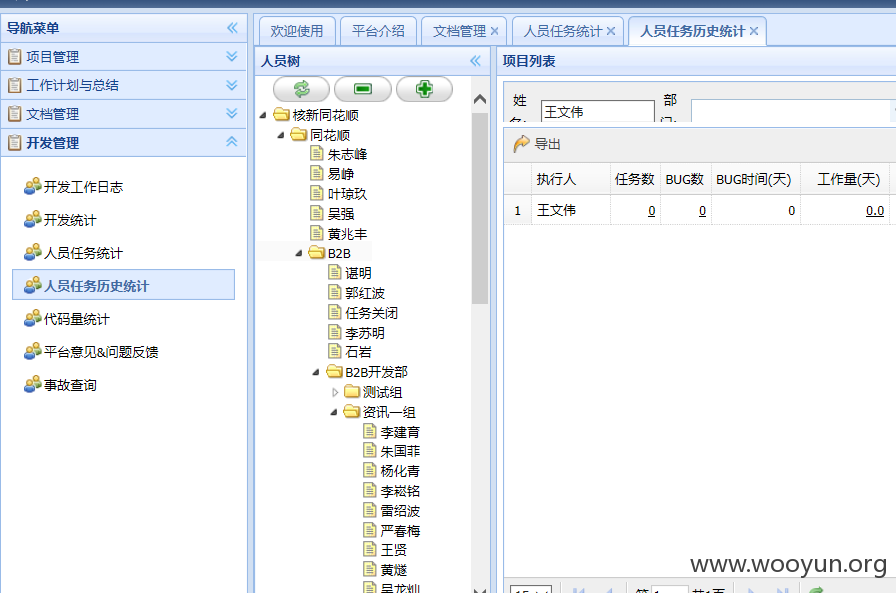 导航菜单
项目管理
工作计划与总结
文档管理
开发管理
开发工作日志
开发统计
人员任务统计
人员任务历史统计
代码量统计
平台意见&问题反馈
事故查询
欢迎使用 平台介绍 文档管理 人员任务统计 人员任务历史统计
人员树
核新同花顺
同花顺
朱志峰
易峥
叶琼玖
吴强
黄兆丰
B2B
谌明
郭红波
任务关闭
李苏明
石岩
B2B开发部
测试组
资讯一组
李建育
朱国菲
杨化青
李崧铭
雷绍波
严春梅
王贤
黄燧
项目列表
姓 王文伟 部
导出
执行人 任务数 BUG数 BUG时间(天) 工作量(天)
1 王文伟 0 0 0 0.0
www.wooyun.org